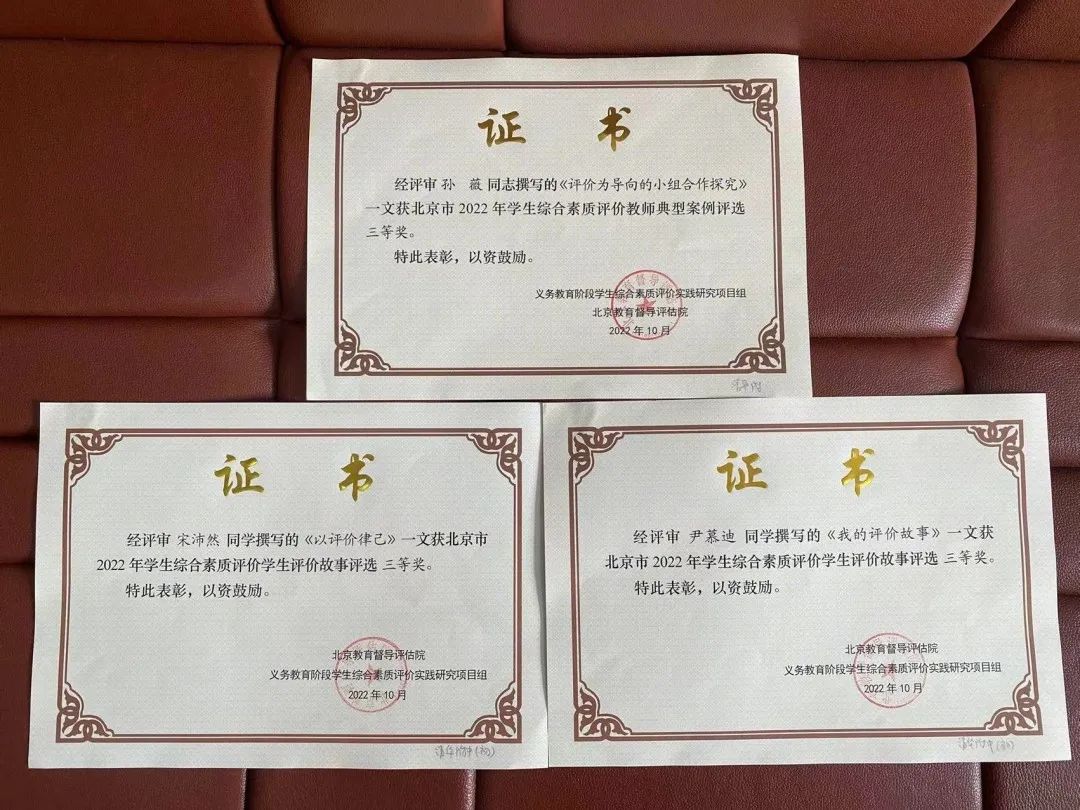 证 书
经评审 孙 薇 同志撰写的《评价为导向的小组合作探究》
一文获北京市 2022 年学生综合素质评价教师典型案例评选
三等奖。
特此表彰，以资鼓励。
义务教育阶段学生综合素质评价实践研究项目组
北京教育督导评估院
2022 年 10 月
清华附
证 书
经评审 宋沛然 同学撰写的《以评价律己》一文获北京市
2022 年学生综合素质评价学生评价故事评选 三等奖。
特此表彰，以资鼓励。
北京教育督导评估院
义务教育阶段学生综合素质评价实践研究项目组
2022 年 10 月
清华附中(初)
证 书
经评审 尹慕迪 同学撰写的《我的评价故事》一文获
北京市 2022 年学生综合素质评价学生评价故事评选 三等奖。
特此表彰，以资鼓励。
北京教育督导评估院
义务教育阶段学生综合素质评价实践研究项目组
2022 年 10 月
清华附中(初)